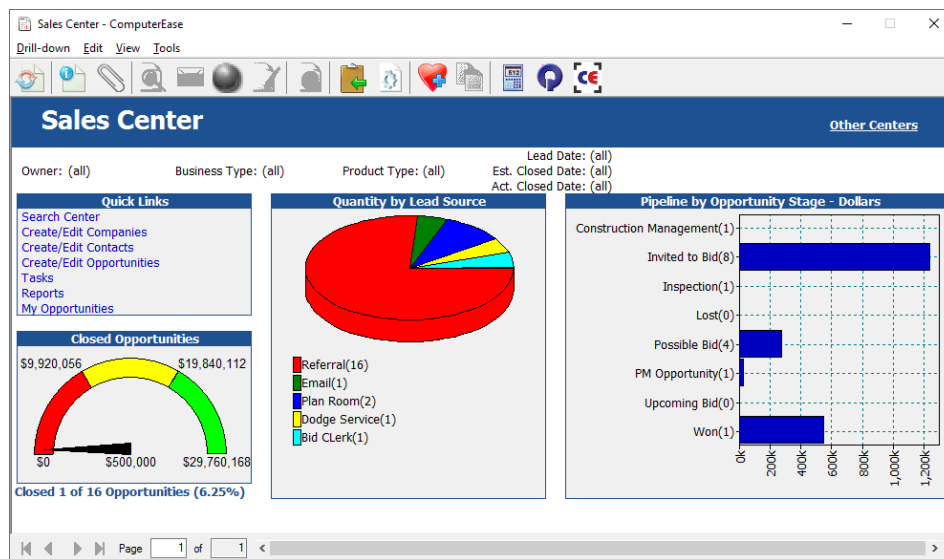 Sales Center - ComputerEase
Drill-down Edit View Tools
Sales Center
Other Centers
Owner: (all)
Business Type: (all)
Product Type: (all)
Lead Date: (all)
Est. Closed Date: (all)
Act. Closed Date: (all)
Quick Links
Search Center
Create/Edit Companies
Create/Edit Contacts
Create/Edit Opportunities
Tasks
Reports
My Opportunities
Closed Opportunities
$9,920,056
$19,840,112
$0
$500,000
$29,760,168
Closed 1 of 16 Opportunities (6.25%)
Quantity by Lead Source
Referral(16)
Email(1)
Plan Room(2)
Dodge Service(1)
Bid CLerk(1)
Pipeline by Opportunity Stage - Dollars
Construction Management(1)
Invited to Bid(8)
Inspection(1)
Lost(0)
Possible Bid(4)
PM Opportunity(1)
Upcoming Bid(0)
Won(1)
0k
200k
400k
600k
800k
1,000k
1,200k
Page 1 of 1